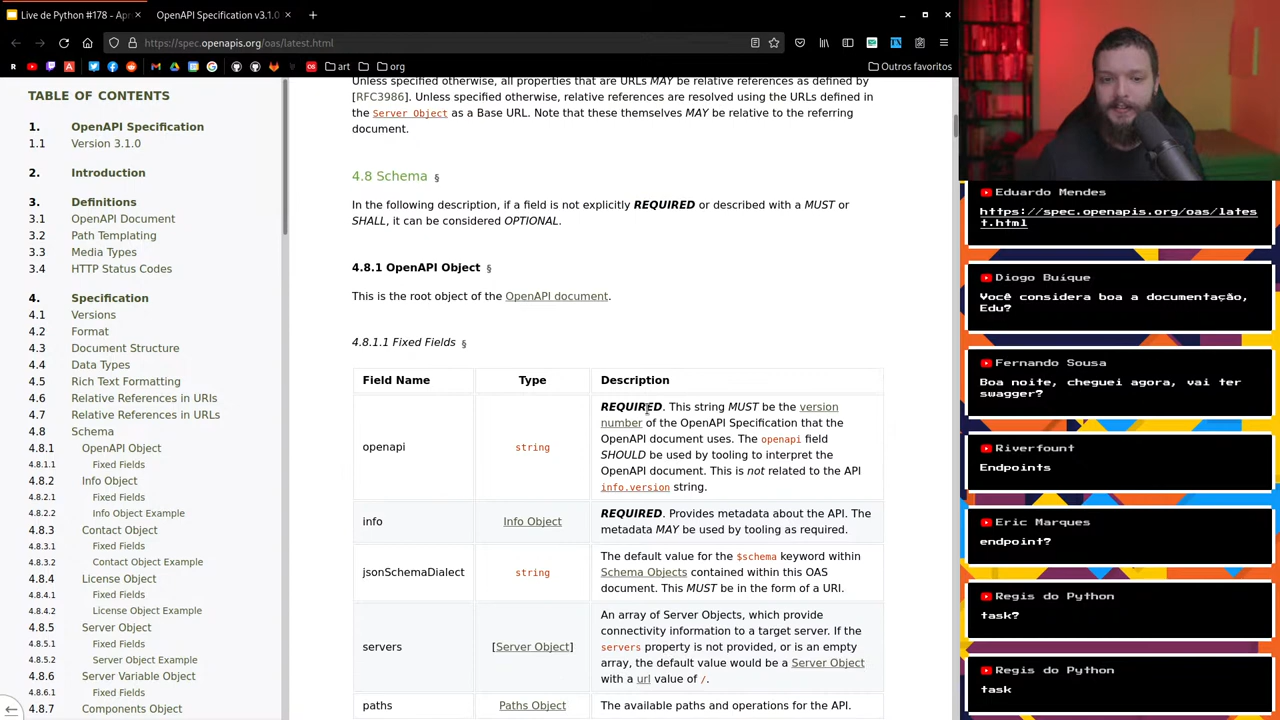 Live de Python #178 - Apr
OpenAPI Specification v3.1.0
https://spec.openapis.org/oas/latest.html
art
org
Outros favoritos
TABLE OF CONTENTS
1. OpenAPI Specification
1.1 Version 3.1.0
2. Introduction
3. Definitions
3.1 OpenAPI Document
3.2 Path Templating
3.3 Media Types
3.4 HTTP Status Codes
4. Specification
4.1 Versions
4.2 Format
4.3 Document Structure
4.4 Data Types
4.5 Rich Text Formatting
4.6 Relative References in URIs
4.7 Relative References in URLs
4.8 Schema
4.8.1 OpenAPI Object
4.8.1.1 Fixed Fields
4.8.2 Info Object
4.8.2.1 Fixed Fields
4.8.2.2 Info Object Example
4.8.3 Contact Object
4.8.3.1 Fixed Fields
4.8.3.2 Contact Object Example
4.8.4 License Object
4.8.4.1 Fixed Fields
4.8.4.2 License Object Example
4.8.5 Server Object
4.8.5.1 Fixed Fields
4.8.5.2 Server Object Example
4.8.6 Server Variable Object
4.8.6.1 Fixed Fields
4.8.7 Components Object
Unless specified otherwise, all properties that are URLs MAY be relative references as defined by
[RFC3986]. Unless specified otherwise, relative references are resolved using the URLs defined in
the Server Object as a Base URL. Note that these themselves MAY be relative to the referring
document.
4.8 Schema §
In the following description, if a field is not explicitly REQUIRED or described with a MUST or
SHALL, it can be considered OPTIONAL.
4.8.1 OpenAPI Object §
This is the root object of the OpenAPI document.
4.8.1.1 Fixed Fields §
Field Name Type Description
openapi string REQUIRED. This string MUST be the version
number of the OpenAPI Specification that the
OpenAPI document uses. The openapi field
SHOULD be used by tooling to interpret the
OpenAPI document. This is not related to the API
info.version string.
info Info Object REQUIRED. Provides metadata about the API. The
metadata MAY be used by tooling as required.
jsonSchemaDialect string The default value for the $schema keyword within
Schema Objects contained within this OAS
document. This MUST be in the form of a URI.
servers [Server Object] An array of Server Objects, which provide
connectivity information to a target server. If the
servers property is not provided, or is an empty
array, the default value would be a Server Object
with a url value of /.
paths Paths Object The available paths and operations for the API.
Eduardo Mendes
https://spec.openapis.org/oas/lates
t.html
Diogo Buique
Você considera boa a documentação,
Edu?
Fernando Sousa
Boa noite, cheguei agora, vai ter
swagger?
Riverfount
Endpoints
Eric Marques
endpoint?
Regis do Python
task?
Regis do Python
task